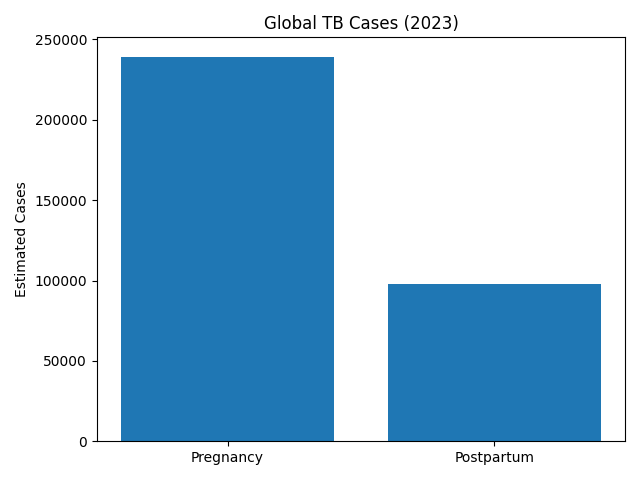 Global TB Cases (2023)
Estimated Cases
250000
200000
150000
100000
50000
0
Pregnancy
Postpartum